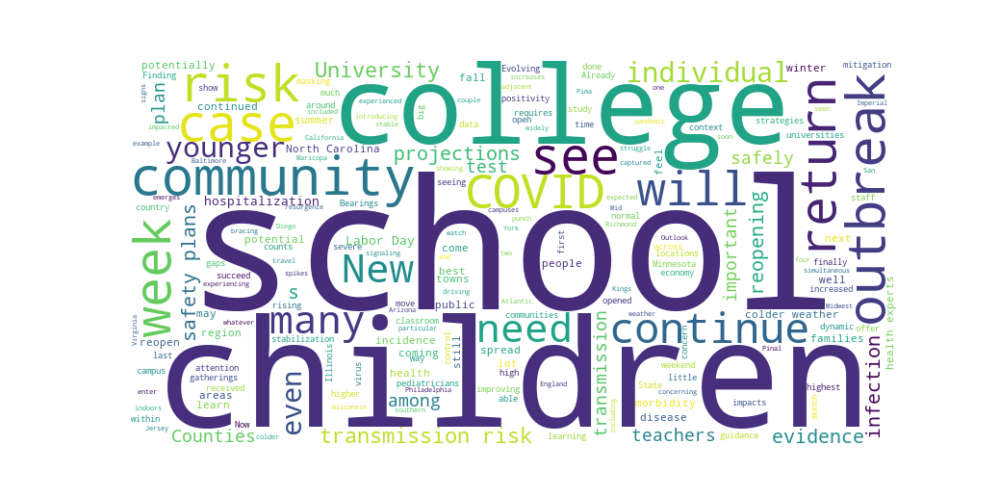 potentially
Finding
signs
show
continued
plan
risk
case
University
much
around
summer
masking
included
California
younger
North Carolina
college
fall
big
data
stable
introducing
experienced
couple
adjacent
Evolving
increases
done
Already
study
positivity
requires
open
widely
time
Pima
one
individual
winter
mitigation
strategies
pandemic
universities
context
seen
soon
struggle
captured
feel
safely
outbreak
return
Imperial
San
staff
impacted
example
Baltimore
Maricopa
projections
test
see
community
COVID
will
hospitalization
seeing
showing
expected
Bearings
resurgence
country
emerges
week
safety plans
bracing
Diego
signaling
potential
counts
travel
spikes
gaps
succeed
experiencing
s
may
region
Labor Day
severe
New
come
best
towns
driving
public
school
campuses
punch
York
watch
first
two
end
people
Mid
normal
Richmond
Outlook
across
locations
Minnesota
economy
Kings
opened
weather
important
reopening
next
finally
well
increased
four
simultaneous
Midwest
Virginia
whatever
rising
move
Arizona
particular
Atlantic
communities
colder weather
dynamic
offer
health experts
many
need
continue
families
reopen
last
stabilization
classroom
incidence
coming
way
still
spread
transmission
concern
Pinal
infection
campus
attention
gatherings
received
learn
areas
Illinois
virus
control
health
pediatricians
Philadelphia
lot
high
improving
able
England
weekend
State
little
concerning
morbidity
impacts
month
highest
enter
indoors
within
Jersey
Now
Counties
colder
even
higher
Wisconsin
southern
among
children
transmission risk
learning
including
disease
teachers
guidance
evidence